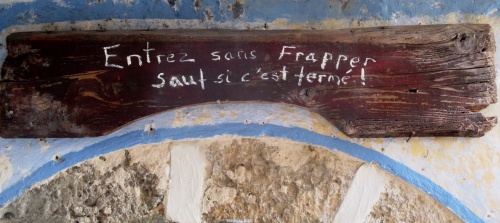 Entrez sans Frapper
Sauf si c'est fermé!